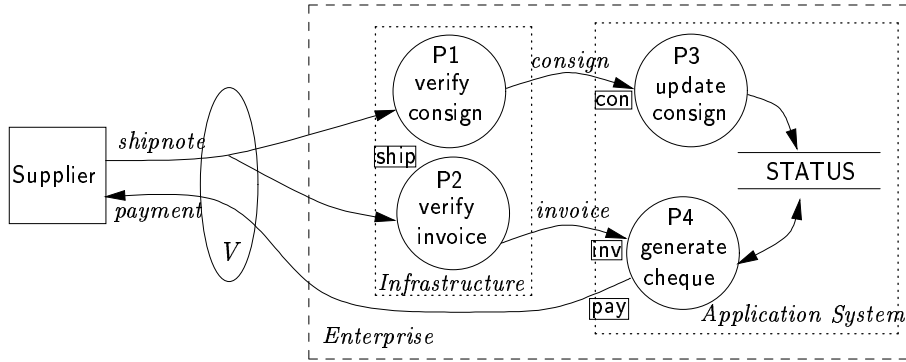 Supplier
shipnote
payment
V
P1
verify
consign
ship
P2
verify
invoice
Infrastructure
consign
invoice
con
inv
pay
P3
update
consign
STATUS
P4
generate
cheque
Application System
Enterprise